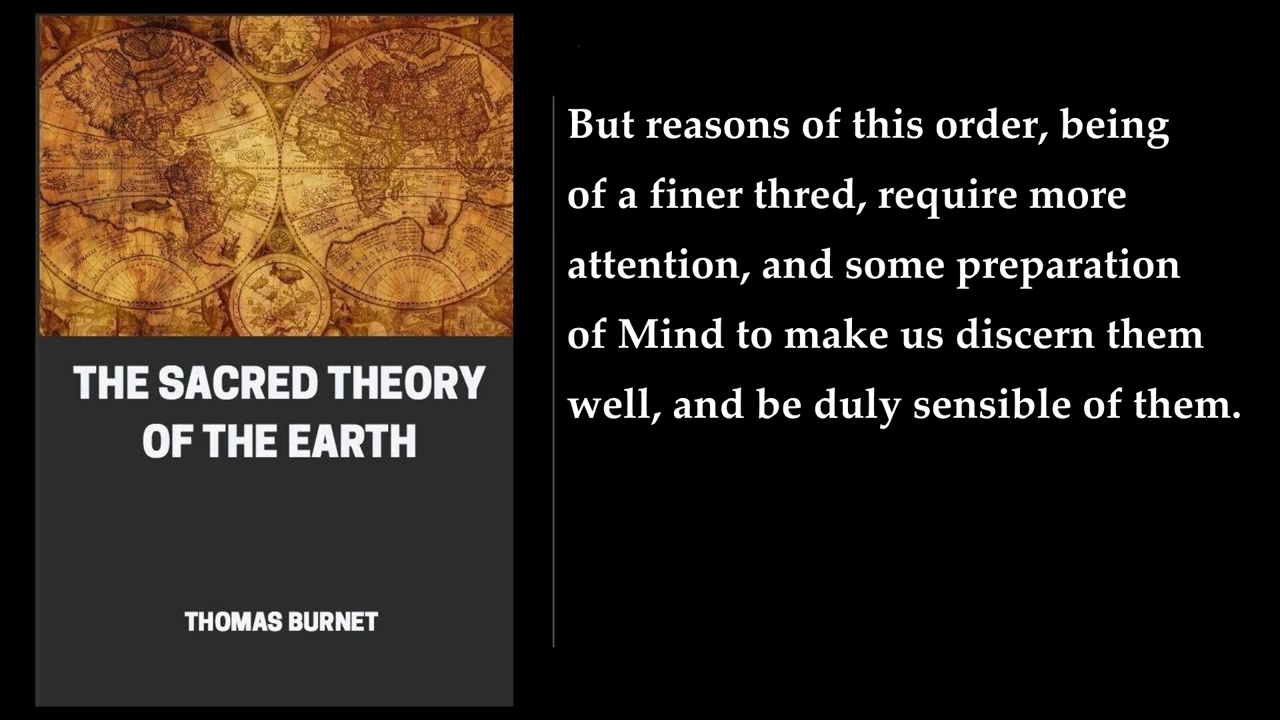 THE SACRED THEORY
OF THE EARTH
THOMAS BURNET
But reasons of this order, being
of a finer thred, require more
attention, and some preparation
of Mind to make us discern them
well, and be duly sensible of them.